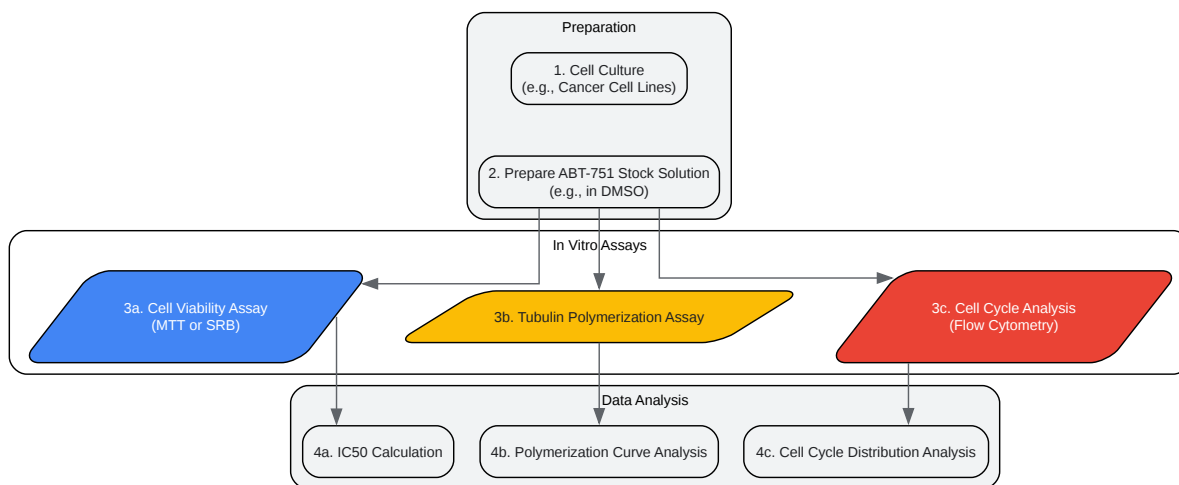 Preparation
1. Cell Culture
(e.g., Cancer Cell Lines)
2. Prepare ABT-751 Stock Solution
(e.g., in DMSO)
In Vitro Assays
3a. Cell Viability Assay
(MTT or SRB)
3b. Tubulin Polymerization Assay
3c. Cell Cycle Analysis
(Flow Cytometry)
Data Analysis
4a. IC50 Calculation
4b. Polymerization Curve Analysis
4c. Cell Cycle Distribution Analysis